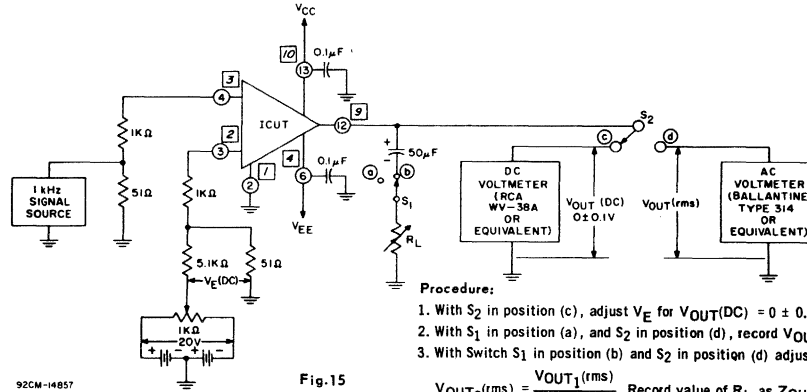 VCC
10
13
0.1µF
3
4
ICUT
9
12
1KΩ
2
3
4
6
0.1µF
1
2
VEE
1KΩ
51Ω
1 kHz
SIGNAL
SOURCE
5.1KΩ
51Ω
VE(DC)
1KΩ
20V
+ - + -
+
-
50µF
a
b
S1
RL
S2
c
d
DC
VOLTMETER
(RCA
WV-38A
OR
EQUIVALENT)
VOUT (DC)
0±0.1V
VOUT(rms)
AC
VOLTMETER
(BALLANTINE
TYPE 314
OR
EQUIVALENT)
Procedure:
1. With S2 in position (c), adjust VE for VOUT(DC) = 0 ± 0.
2. With S1 in position (a), and S2 in position (d), record
3. With Switch S1 in position (b) and S2 in position (d)
VOUT1(rms)
VOUT2(rms) = Record value of RL as
92CM-14857
Fig.15